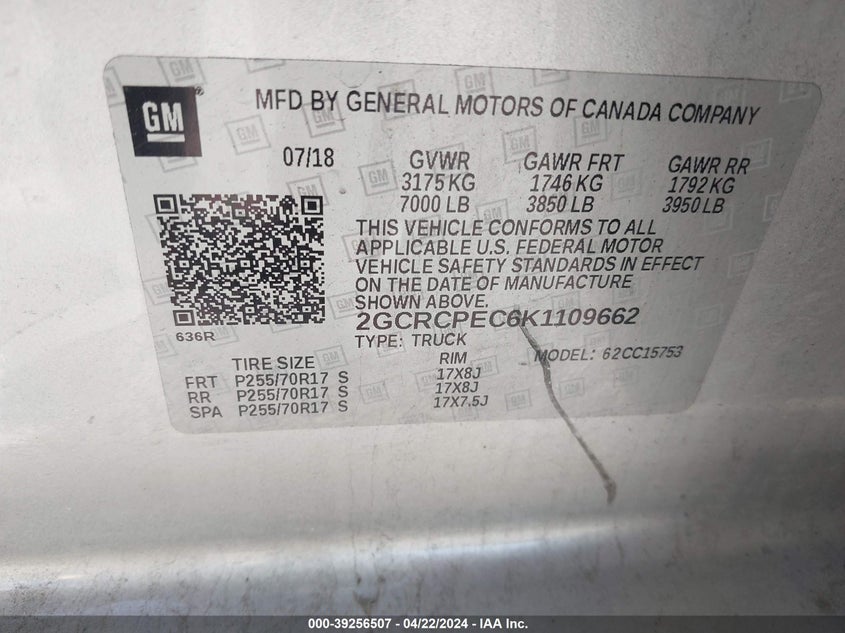 GM
MFD BY GENERAL MOTORS OF CANADA COMPANY
07/18 GVWR GAWR FRT GAWR RR
3175 KG 1746 KG 1792 KG
7000 LB 3850 LB 3950 LB
THIS VEHICLE CONFORMS TO ALL
APPLICABLE U.S. FEDERAL MOTOR
VEHICLE SAFETY STANDARDS IN EFFECT
ON THE DATE OF MANUFACTURE
SHOWN ABOVE.
2GCRCPEC6K1109662
636R TYPE: TRUCK MODEL: 62CC15753
TIRE SIZE RIM
FRT P255/70R17 S 17X8J
RR P255/70R17 S 17X8J
SPA P255/70R17 S 17X7.5J
000-39256507 - 04/22/2024 - IAA Inc.